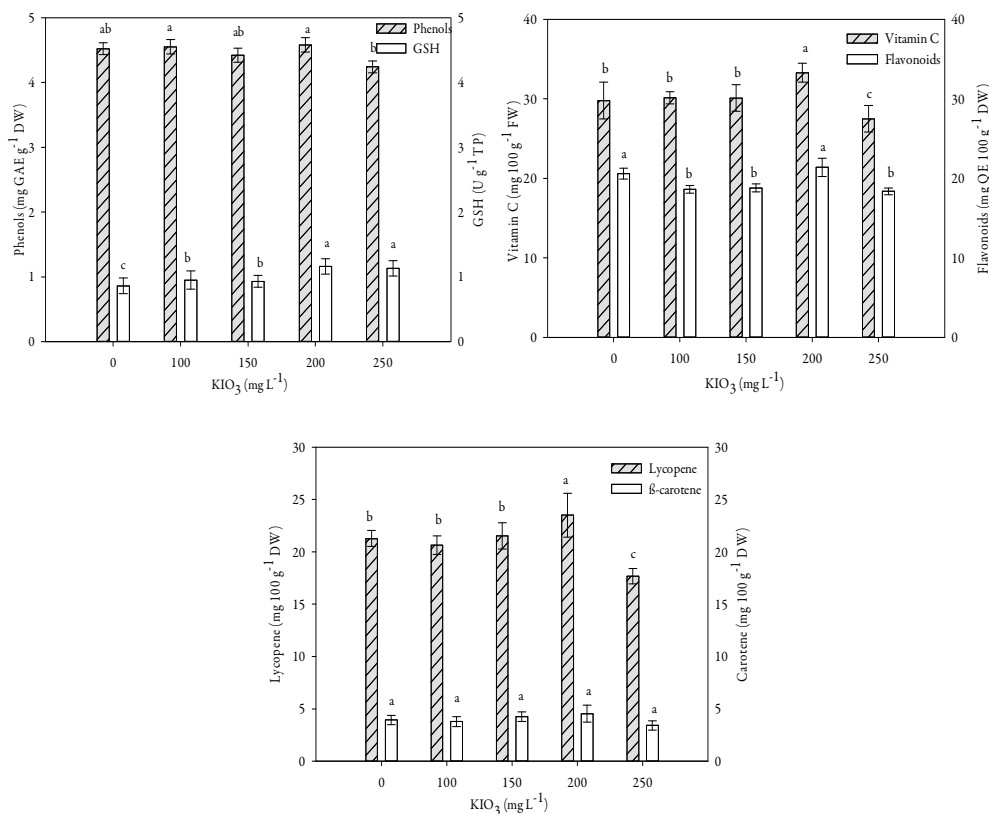 5 ab a ab a 5
Phenols
b GSH
4 4
3 3
2 2
c b b a a
1 1
0 0
0 100 150 200 250
KIO3 (mg L-1)
Phenols (mg GAE g-1 DW)
GSH (U g-1 TP)
40 40
Vitamin C
Flavonoids
b b b a c
30 30
a b b a b
20 20
10 10
0 0
0 100 150 200 250
KIO3 (mg L-1)
Vitamin C (mg 100 g-1 FW)
Flavonoids (mg QE 100 g-1 DW)
30 30
Lycopene
ß-carotene
25 25
b b b a c
20 20
15 15
10 10
5 5
a a a a a
0 0
0 100 150 200 250
KIO3 (mg L-1)
Lycopene (mg 100 g-1 DW)
Carotene (mg 100 g-1 DW)